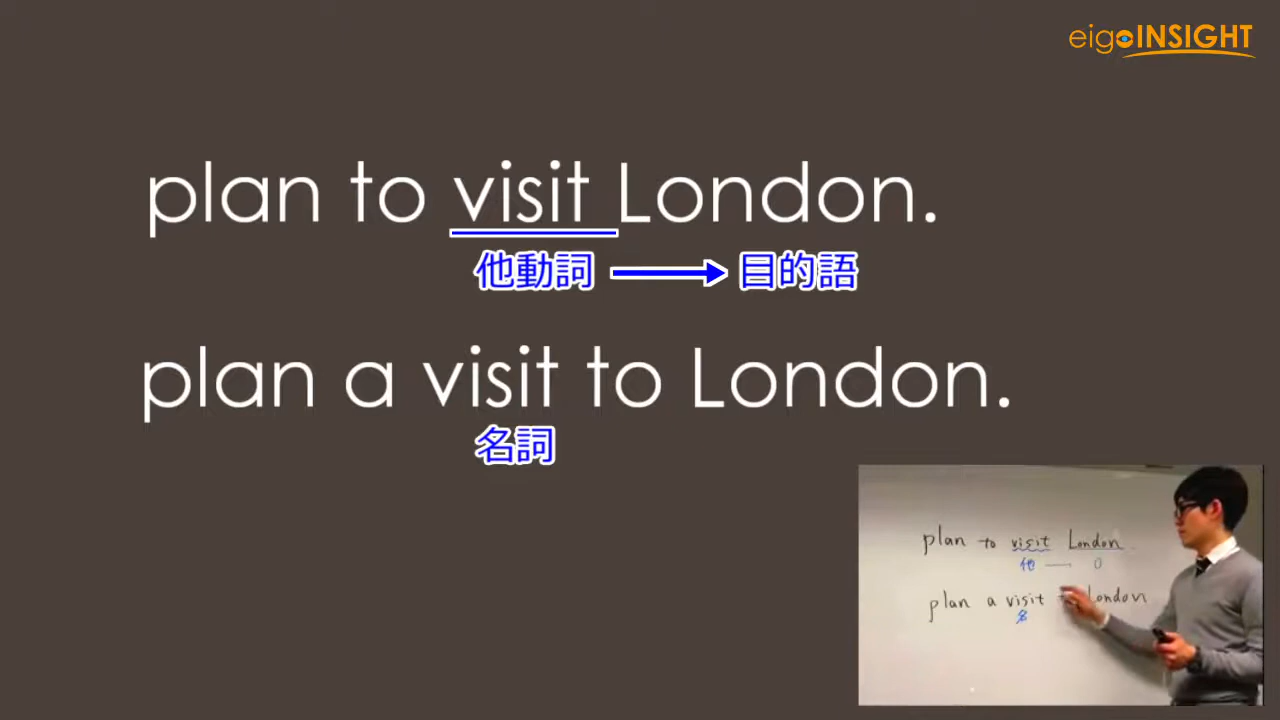 eigoINSIGHT
plan to visit London.
他動詞 → 目的語
plan a visit to London.
名詞
plan to visit London.
他 — O
plan a visit London
名